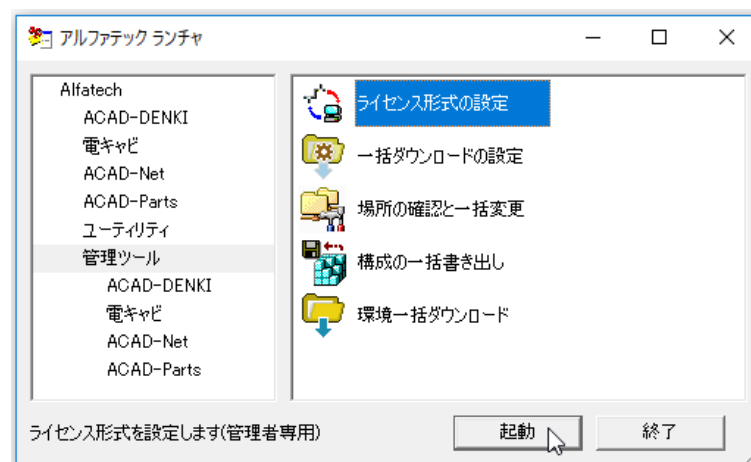 アルファテック ランチャ
Alfatech
ACAD-DENKI
電キャビ
ACAD-Net
ACAD-Parts
ユーティリティ
管理ツール
ACAD-DENKI
電キャビ
ACAD-Net
ACAD-Parts
ライセンス形式の設定
一括ダウンロードの設定
場所の確認と一括変更
構成の一括書き出し
環境一括ダウンロード
ライセンス形式を設定します(管理者専用)
起動
終了